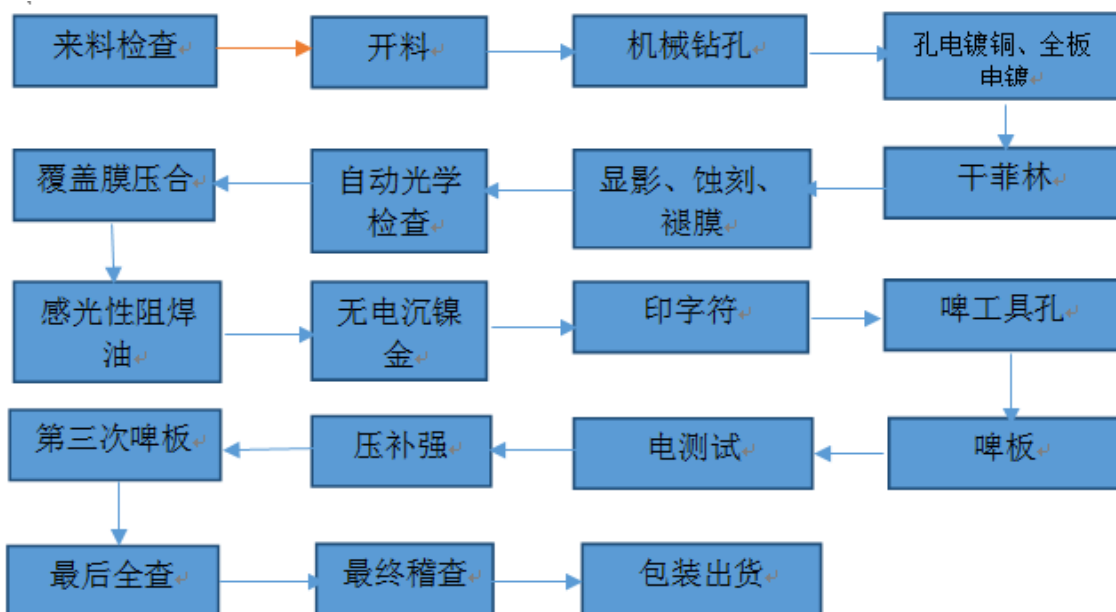 来料检查
开料
机械钻孔
孔电镀铜、全板
电镀
干菲林
显影、蚀刻、
褪膜
自动光学
检查
覆盖膜压合
感光性阻焊
油
无电沉镍
金
印字符
啤工具孔
啤板
电测试
压补强
第三次啤板
最后全查
最终稽查
包装出货